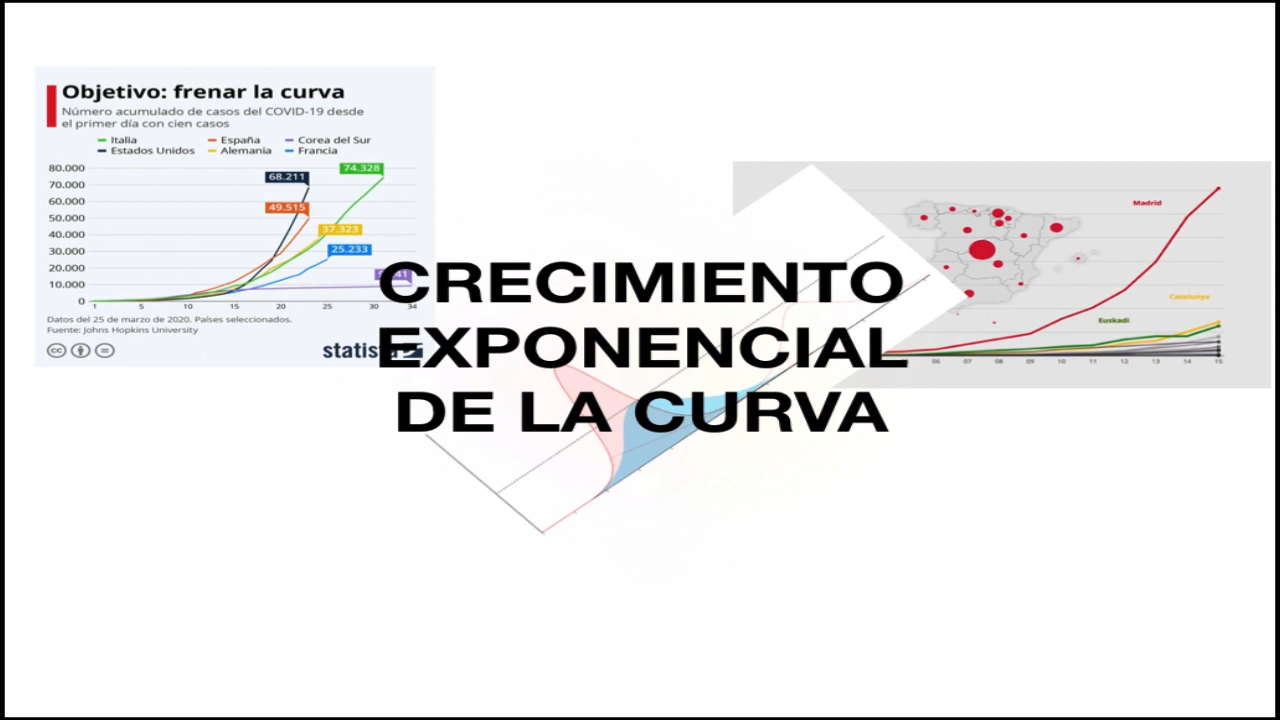 Objetivo: frenar la curva
Número acumulado de casos del COVID-19 desde
el primer día con cien casos
Italia España Corea del Sur
Estados Unidos Alemania Francia
80.000
70.000
60.000
50.000
40.000
30.000
20.000
10.000
0
74.328
68.211
49.515
37.323
25.233
1 5 10 15 20 25 30 34
Datos del 25 de marzo de 2020. Países seleccionados.
Fuente: Johns Hopkins University
CRECIMIENTO
EXPONENCIAL
DE LA CURVA
Madrid
Catalunya
Euskadi
06 07 08 09 10 11 12 13 14 15